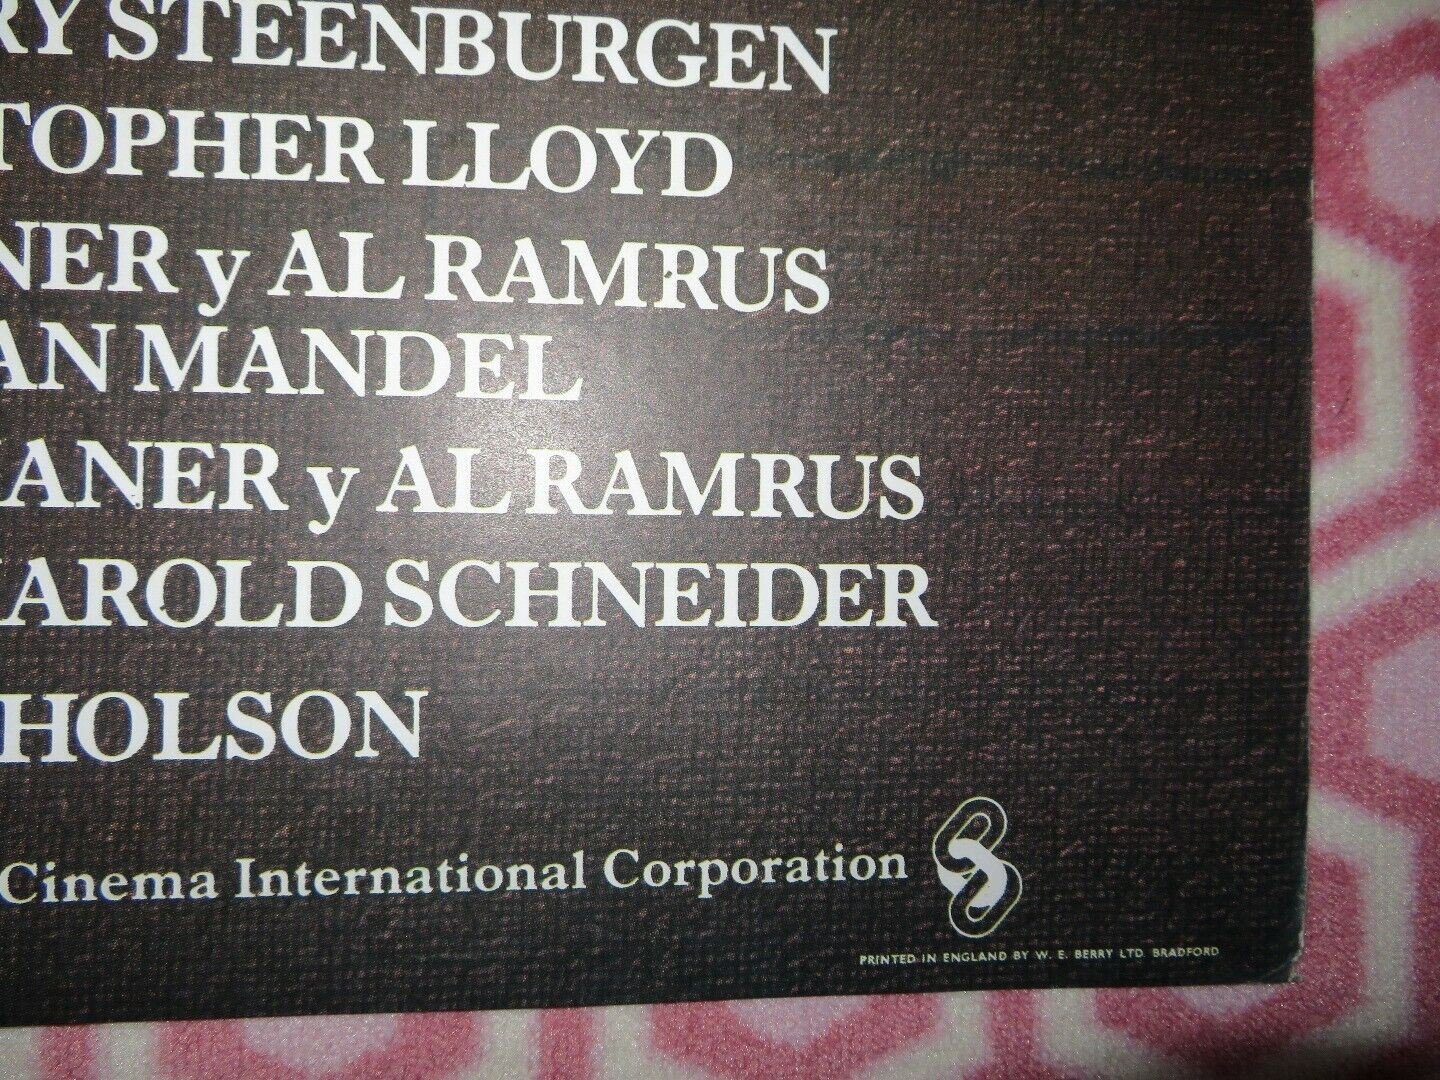 RY STEENBURGEN
TOPHER LLOYD
NER y AL RAMRUS
AN MANDEL
ANER y AL RAMRUS
HAROLD SCHNEIDER
HOLSON
Cinema International Corporation
PRINTED IN ENGLAND BY W. E. BERRY LTD. BRADFORD